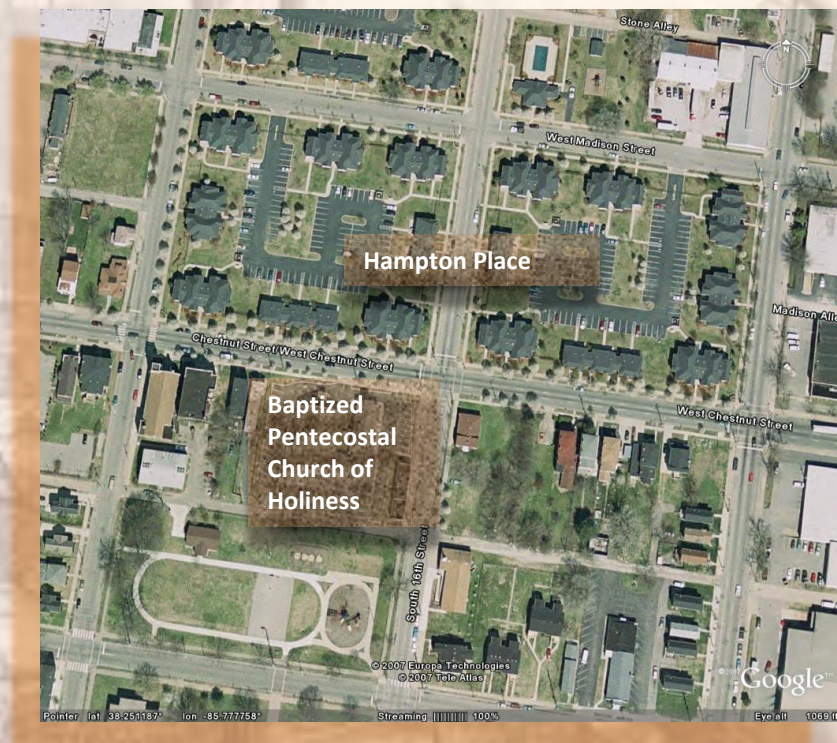 Stone Alley
N
West Madison Street
Hampton Place
Chestnut Street/West Chestnut Street
West Chestnut Street
Baptized
Pentecostal
Church of
Holiness
South 16th Street
© 2007 Europa Technologies
© 2007 Tele Atlas
Google
Pointer lat 38.251187° lon -85.777758° Streaming |||||||||| 100% Eye alt 1069 ft